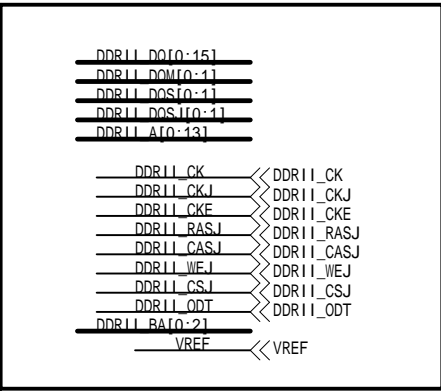 DDRII_DQ[0:15]
DDRII_DQM[0:1]
DDRII_DQS[0:1]
DDRII_DQSJ[0:1]
DDRII_A[0:13]
DDRII_CK DDRII_CK
DDRII_CKJ DDRII_CKJ
DDRII_CKE DDRII_CKE
DDRII_RASJ DDRII_RASJ
DDRII_CASJ DDRII_CASJ
DDRII_WEJ DDRII_WEJ
DDRII_CSJ DDRII_CSJ
DDRII_ODT DDRII_ODT
DDRII_BA[0:2]
VREF VREF